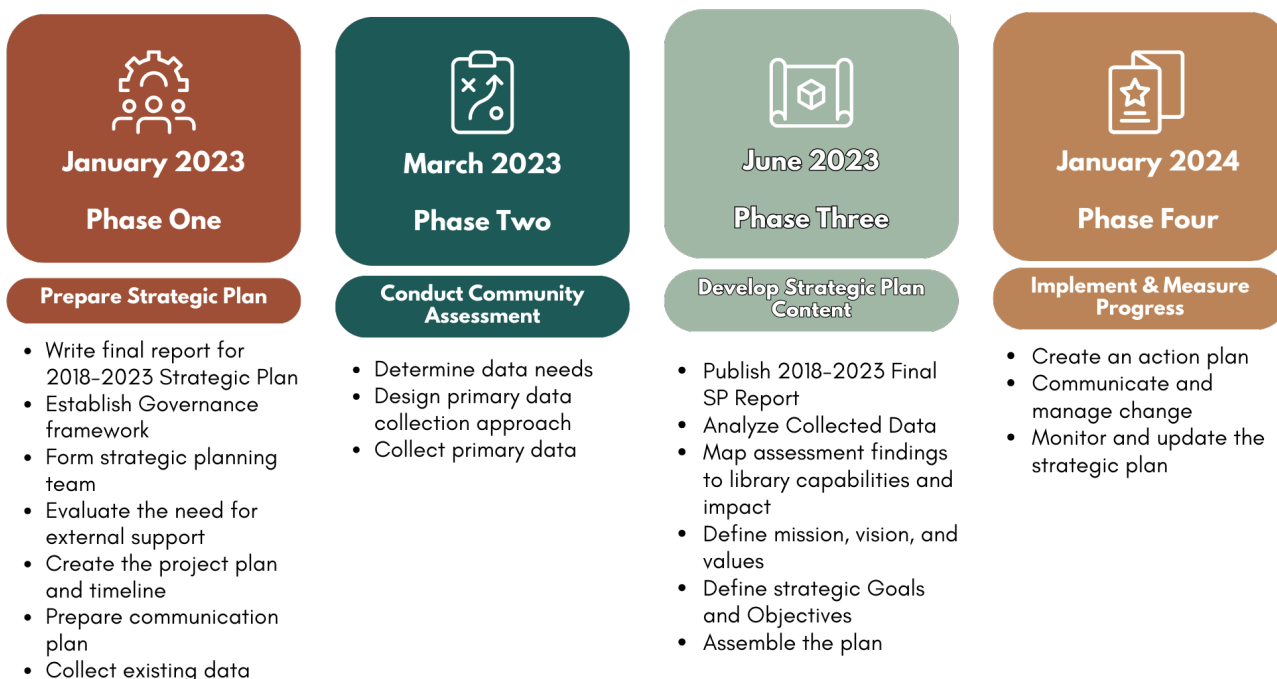 January 2023
Phase One
Prepare Strategic Plan
• Write final report for
2018-2023 Strategic Plan
• Establish Governance
framework
• Form strategic planning
team
• Evaluate the need for
external support
• Create the project plan
and timeline
• Prepare communication
plan
• Collect existing data
March 2023
Phase Two
Conduct Community
Assessment
• Determine data needs
• Design primary data
collection approach
• Collect primary data
June 2023
Phase Three
Develop Strategic Plan
Content
• Publish 2018-2023 Final
SP Report
• Analyze Collected Data
• Map assessment findings
to library capabilities and
impact
• Define mission, vision, and
values
• Define strategic Goals
and Objectives
• Assemble the plan
January 2024
Phase Four
Implement & Measure
Progress
• Create an action plan
• Communicate and
manage change
• Monitor and update the
strategic plan